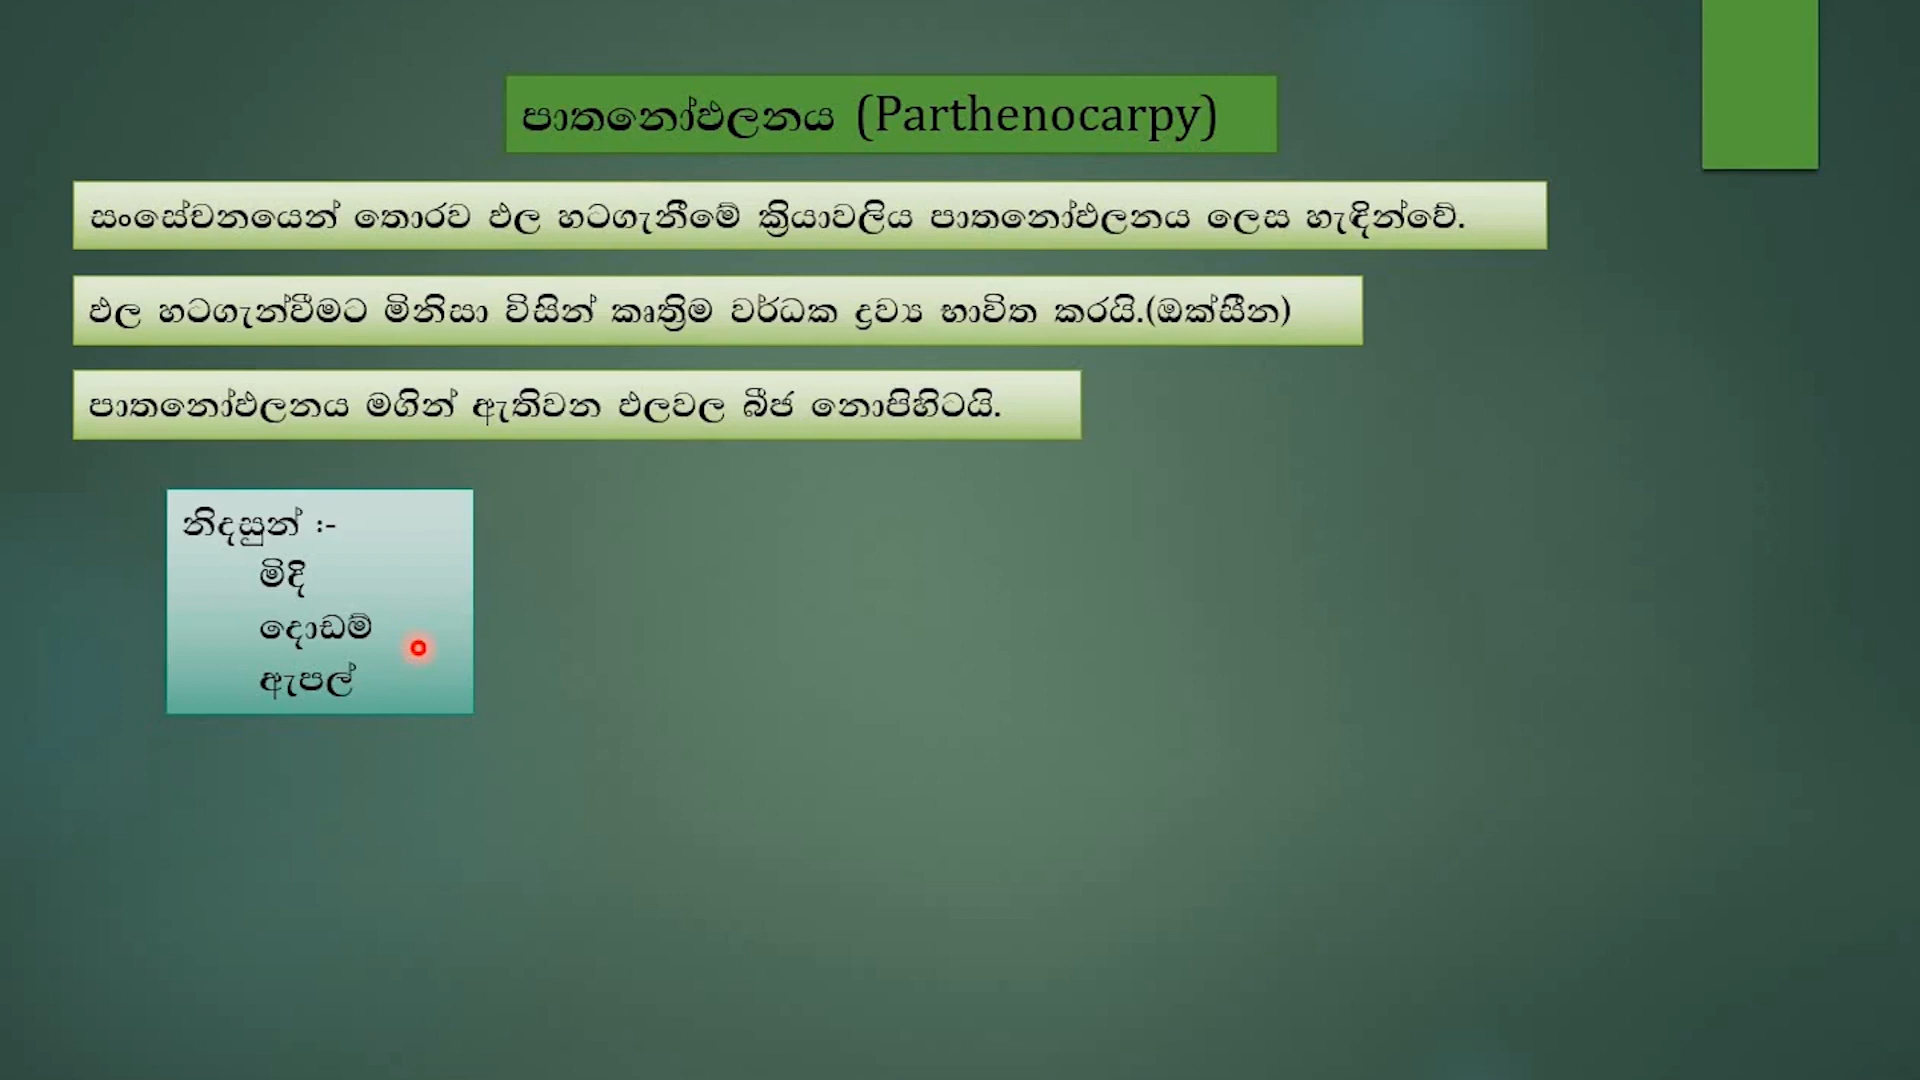 පාතනෝඵලනය (Parthenocarpy)
සංසේචනයෙන් තොරව ඵල හටගැනීමේ ක්‍රියාවලිය පාතනෝඵලනය ලෙස හැඳින්වේ.
ඵල හටගැන්වීමට මිනිසා විසින් කෘත්‍රිම වර්ධක ද්‍රව්‍ය භාවිත කරයි.(ඔක්සීන)
පාතනෝඵලනය මගින් ඇතිවන ඵලවල බීජ නොපිහිටයි.
නිදසුන් :-
මිදි
දොඩම්
ඇපල්